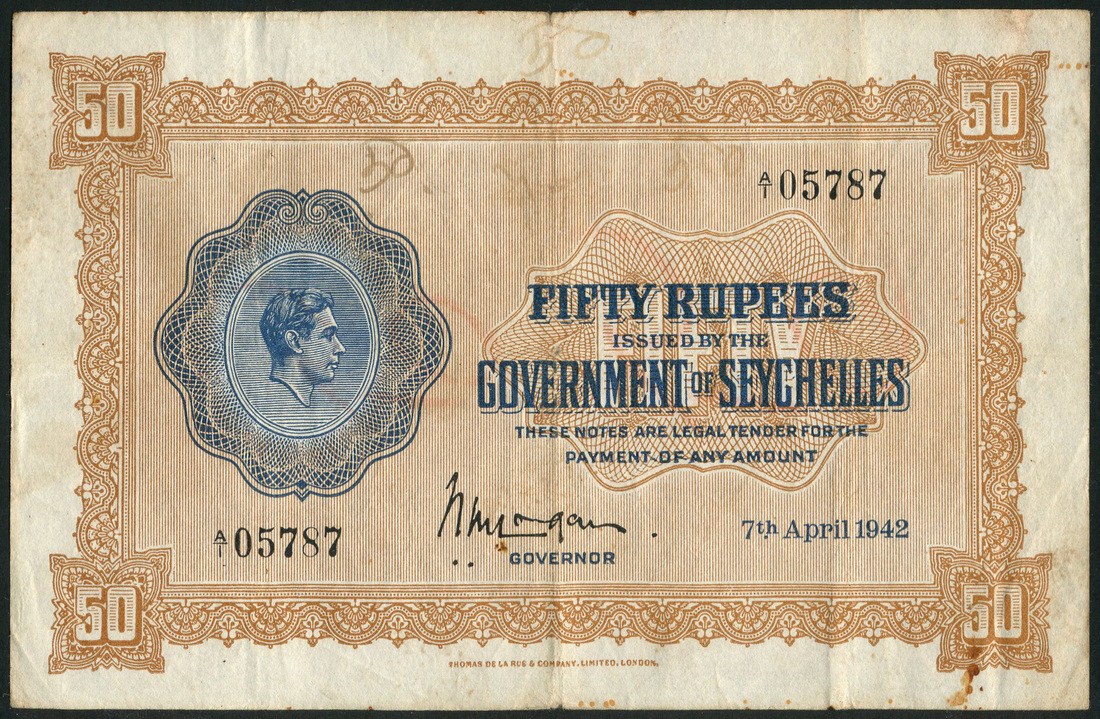 50
50 50
50.
A/1 05787
FIFTY RUPEES
ISSUED BY THE
GOVERNMENT OF SEYCHELLES
THESE NOTES ARE LEGAL TENDER FOR THE
PAYMENT OF ANY AMOUNT
A/1 05787
GOVERNOR
7th April 1942
50 50
THOMAS DE LA RUE & COMPANY, LIMITED, LONDON.